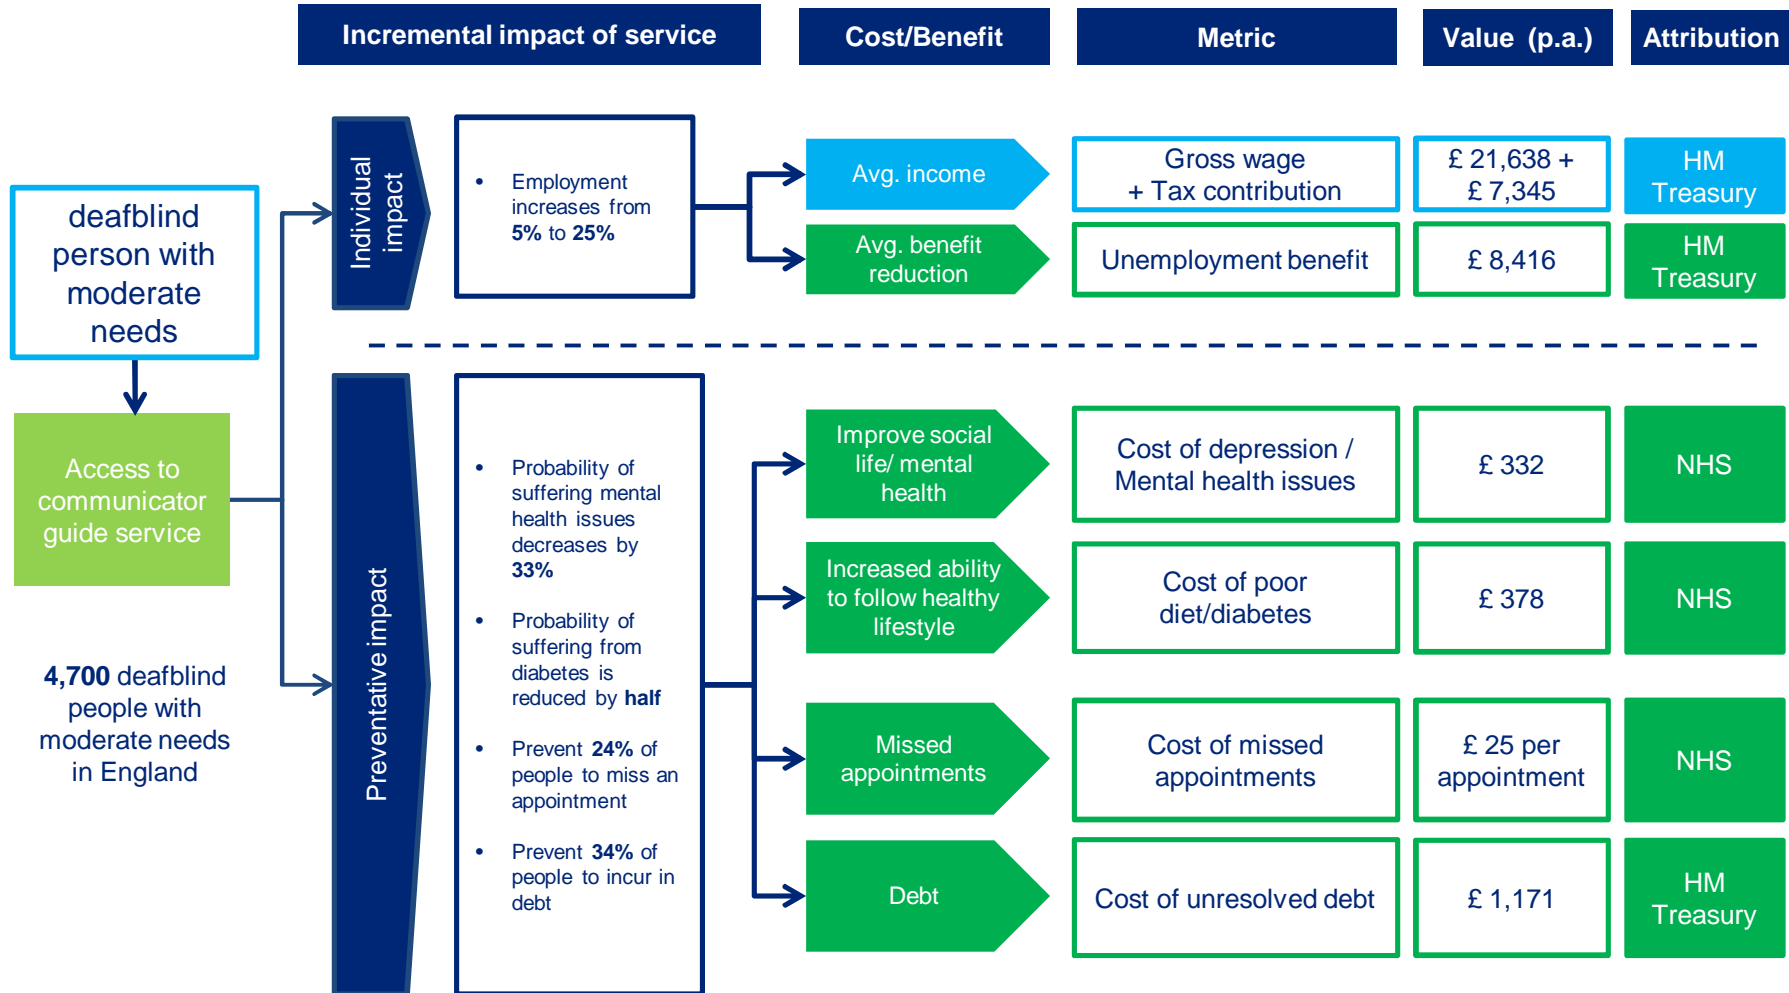 Incremental impact of service
Cost/Benefit
Metric
Value (p.a.)
Attribution
deafblind
person with
moderate
needs
Access to
communicator
guide service
4,700 deafblind
people with
moderate needs
in England
Individual
impact
• Employment
increases from
5% to 25%
Avg. income
Gross wage
+ Tax contribution
£ 21,638 +
£ 7,345
HM
Treasury
Avg. benefit
reduction
Unemployment benefit
£ 8,416
HM
Treasury
Preventative impact
• Probability of
suffering mental
health issues
decreases by
33%
• Probability of
suffering from
diabetes is
reduced by half
• Prevent 24% of
people to miss an
appointment
• Prevent 34% of
people to incur in
debt
Improve social
life/ mental
health
Cost of depression /
Mental health issues
£ 332
NHS
Increased ability
to follow healthy
lifestyle
Cost of poor
diet/diabetes
£ 378
NHS
Missed
appointments
Cost of missed
appointments
£ 25 per
appointment
NHS
Debt
Cost of unresolved debt
£ 1,171
HM
Treasury